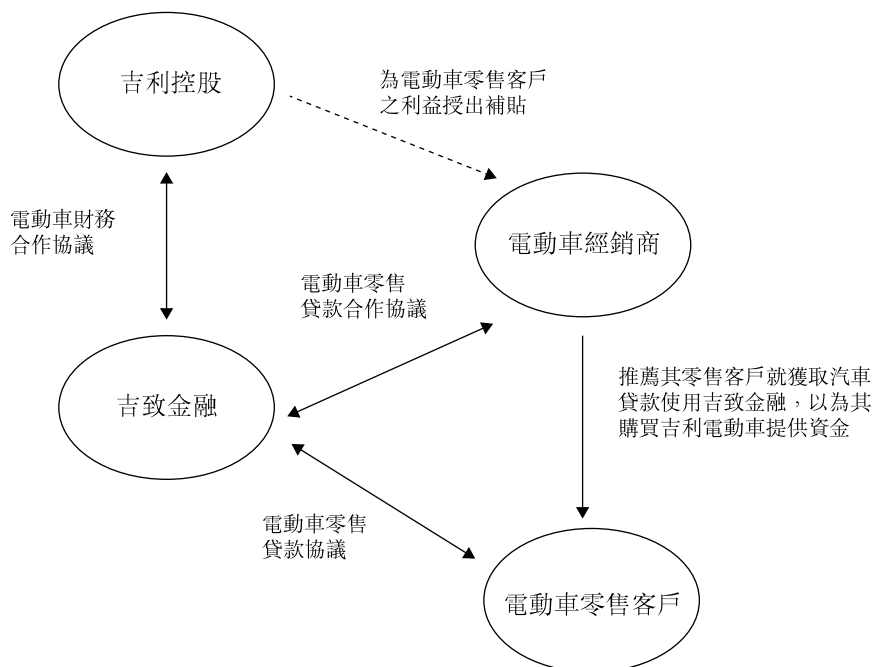 吉利控股
為電動車零售客戶
之利益授出補貼
電動車財務
合作協議
電動車經銷商
電動車零售
貸款合作協議
吉致金融
推薦其零售客戶就獲取汽車
貸款使用吉致金融，以為其
購買吉利電動車提供資金
電動車零售
貸款協議
電動車零售客戶